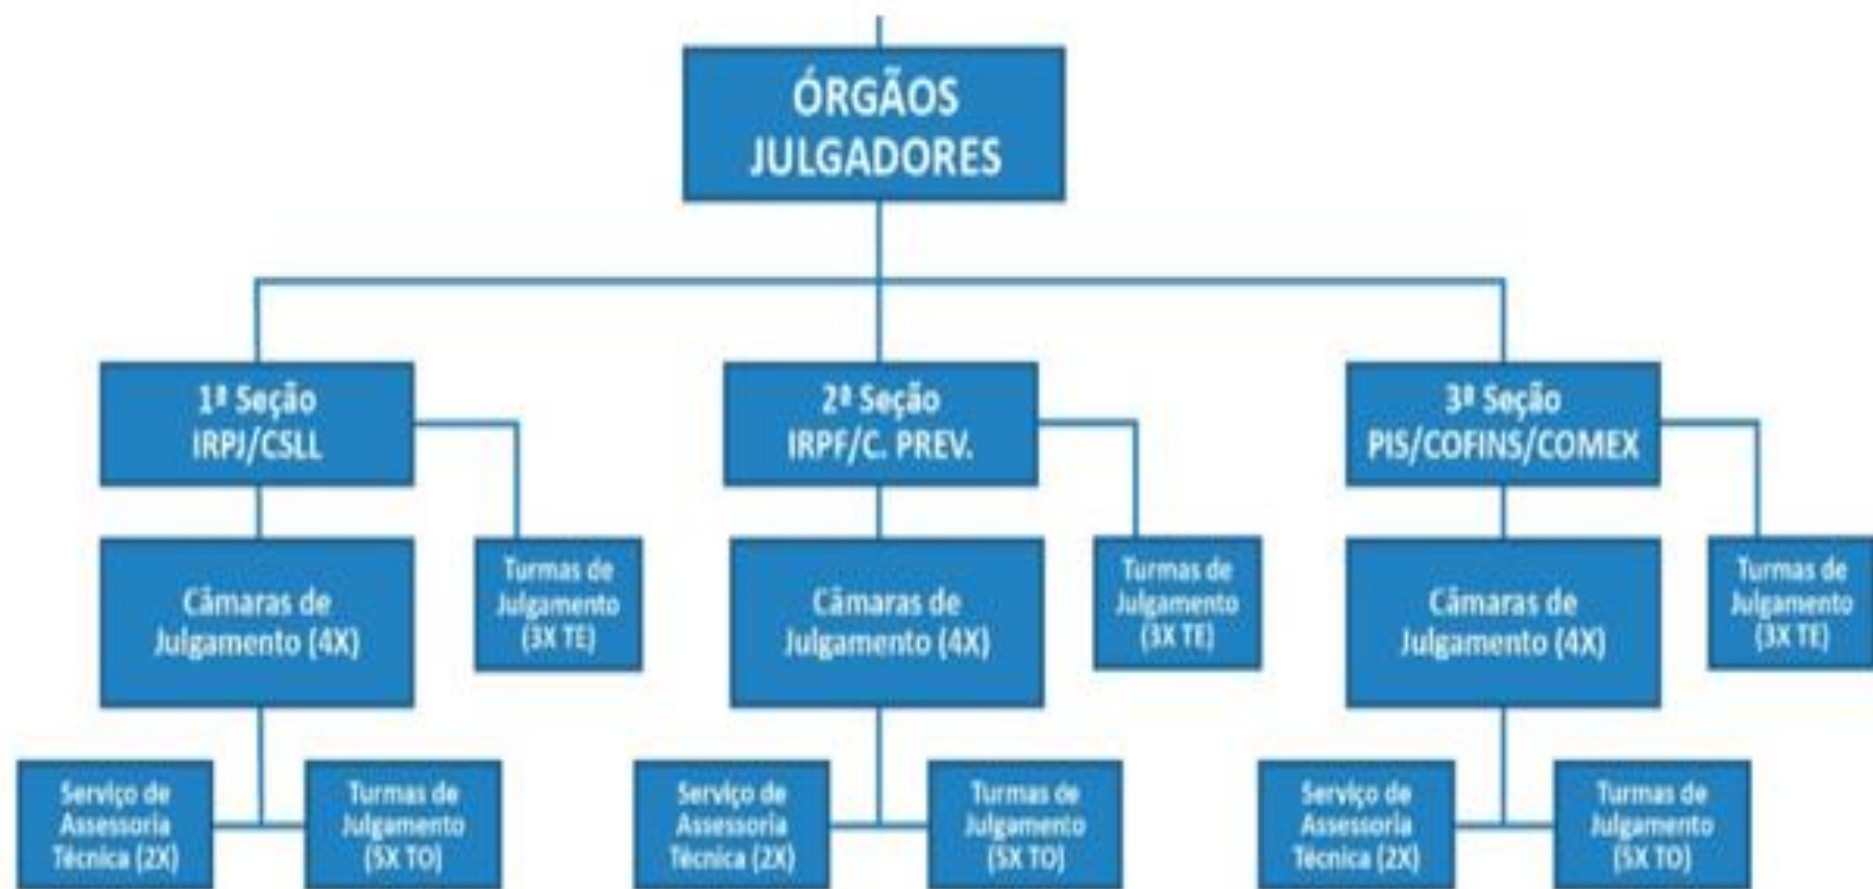 ÓRGÃOS
JULGADORES
1ª Seção
IRPJ/CSLL
2ª Seção
IRPF/C. PREV.
3ª Seção
PIS/COFINS/COMEX
Câmaras de
Julgamento (4X)
Turmas de
Julgamento
(3X TE)
Câmaras de
Julgamento (4X)
Turmas de
Julgamento
(3X TE)
Câmaras de
Julgamento (4X)
Turmas de
Julgamento
(3X TE)
Serviço de
Assessoria
Técnica (2X)
Turmas de
Julgamento
(5X TO)
Serviço de
Assessoria
Técnica (2X)
Turmas de
Julgamento
(5X TO)
Serviço de
Assessoria
Técnica (2X)
Turmas de
Julgamento
(5X TO)